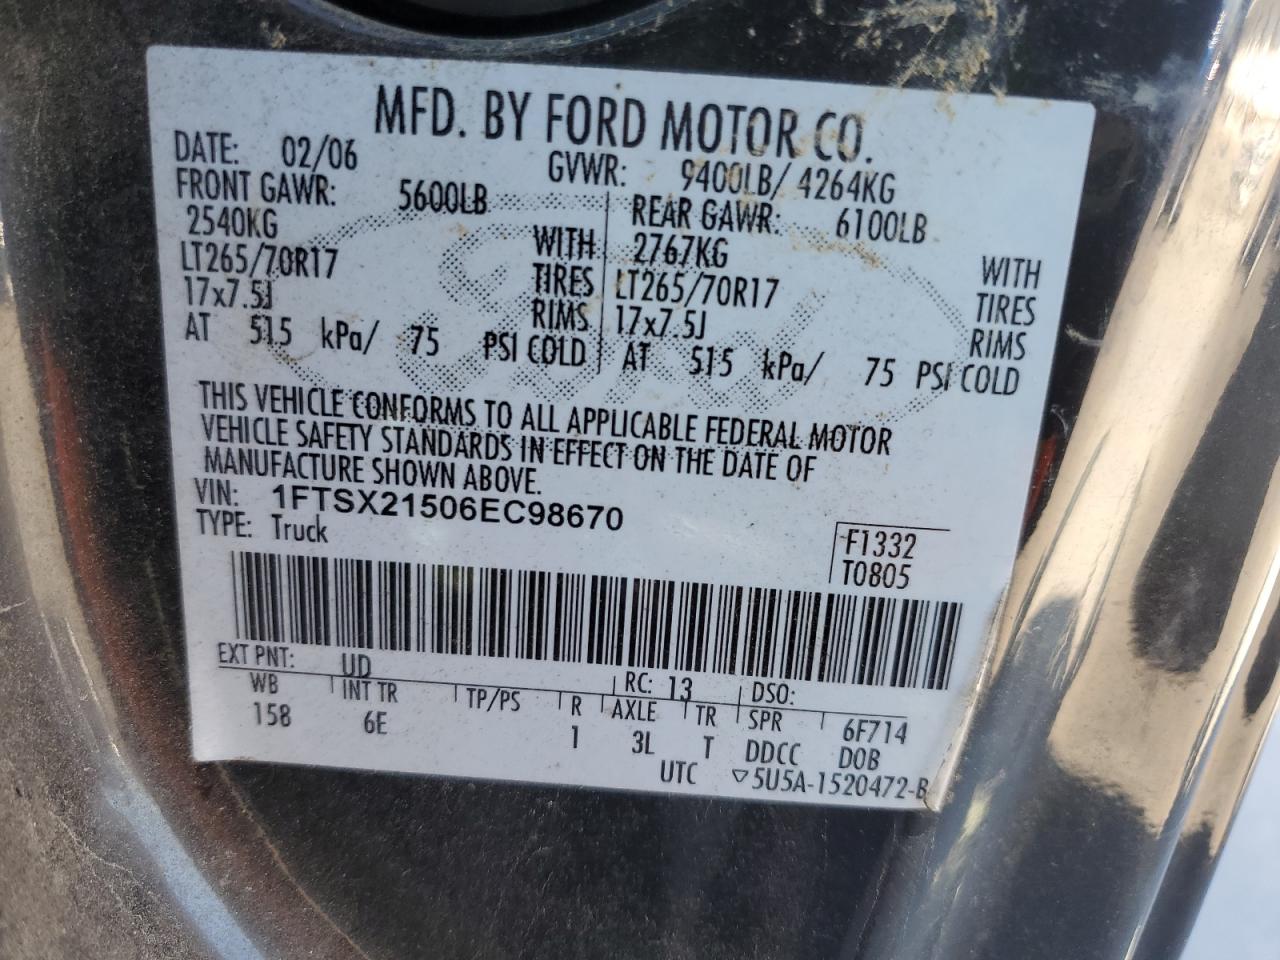 MFD. BY FORD MOTOR CO.
DATE: 02/06 GVWR: 9400LB/ 4264KG
FRONT GAWR: 5600LB REAR GAWR: 6100LB
2540KG WITH 2767KG WITH
LT265/70R17 TIRES LT265/70R17 TIRES
17x7.5J RIMS 17x7.5J RIMS
AT 515 kPa/ 75 PSI COLD AT 515 kPa/ 75 PSI COLD
THIS VEHICLE CONFORMS TO ALL APPLICABLE FEDERAL MOTOR
VEHICLE SAFETY STANDARDS IN EFFECT ON THE DATE OF
MANUFACTURE SHOWN ABOVE.
VIN: 1FTSX21506EC98670
TYPE: Truck
F1332
T0805
EXT PNT: UD RC: 13 DSO:
WB INT TR TP/PS R AXLE TR SPR 6F714
158 6E 1 3L T DDCC DOB
UTC ▽5U5A-1520472-B